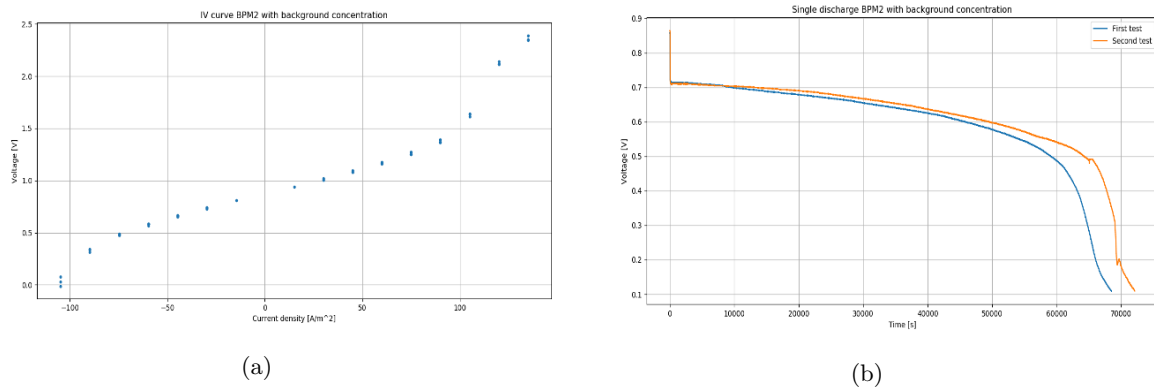 IV curve BPM2 with background concentration
2.5
2.0
1.5
1.0
0.5
0.0
Voltage [V]
−100
−50
0
50
100
Current density [A/m^2]
(a)
Single discharge BPM2 with background concentration
First test
Second test
0.9
0.8
0.7
0.6
0.5
0.4
0.3
0.2
0.1
Voltage [V]
0
10000
20000
30000
40000
50000
60000
70000
Time [s]
(b)